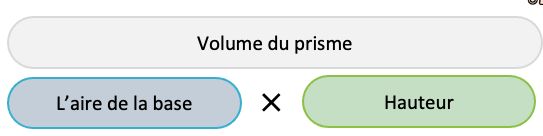 Volume du prisme
L'aire de la base × Hauteur